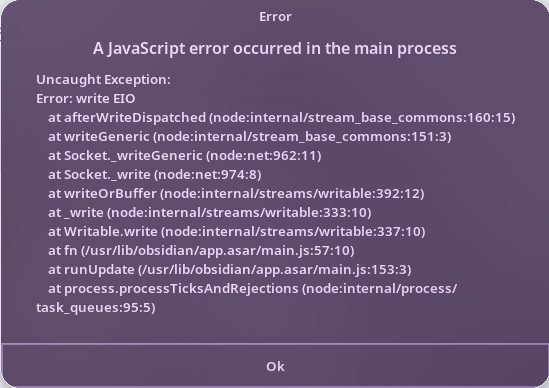 Error
A JavaScript error occurred in the main process
Uncaught Exception:
Error: write EIO
at afterWriteDispatched (node:internal/stream_base_commons:160:15)
at writeGeneric (node:internal/stream_base_commons:151:3)
at Socket._writeGeneric (node:net:962:11)
at Socket._write (node:net:974:8)
at writeOrBuffer (node:internal/streams/writable:392:12)
at _write (node:internal/streams/writable:333:10)
at Writable.write (node:internal/streams/writable:337:10)
at fn (/usr/lib/obsidian/app.asar/main.js:57:10)
at runUpdate (/usr/lib/obsidian/app.asar/main.js:153:3)
at process.processTicksAndRejections (node:internal/process/
task_queues:95:5)
Ok